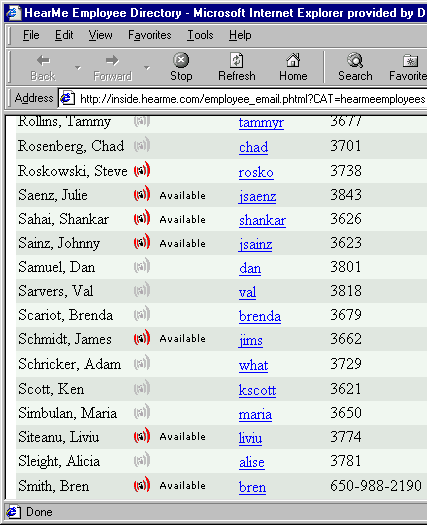 HearMe Employee Directory - Microsoft Internet Explorer provided by D
File Edit View Favorites Tools Help
Back Forward Stop Refresh Home Search Favorite
Address http://inside.hearme.com/employee_email.phtml?CAT=hearmeemployees
Rollins, Tammy tammyr 3677
Rosenberg, Chad chad 3701
Roskowski, Steve rosko 3738
Saenz, Julie Available jsaenz 3843
Sahai, Shankar Available shankar 3626
Sainz, Johnny Available jsainz 3623
Samuel, Dan dan 3801
Sarvers, Val val 3818
Scariot, Brenda brenda 3679
Schmidt, James Available jims 3662
Schricker, Adam what 3729
Scott, Ken kscott 3621
Simbulan, Maria maria 3650
Siteanu, Liviu Available liviu 3774
Sleight, Alicia alise 3781
Smith, Bren Available bren 650-988-2190
Done